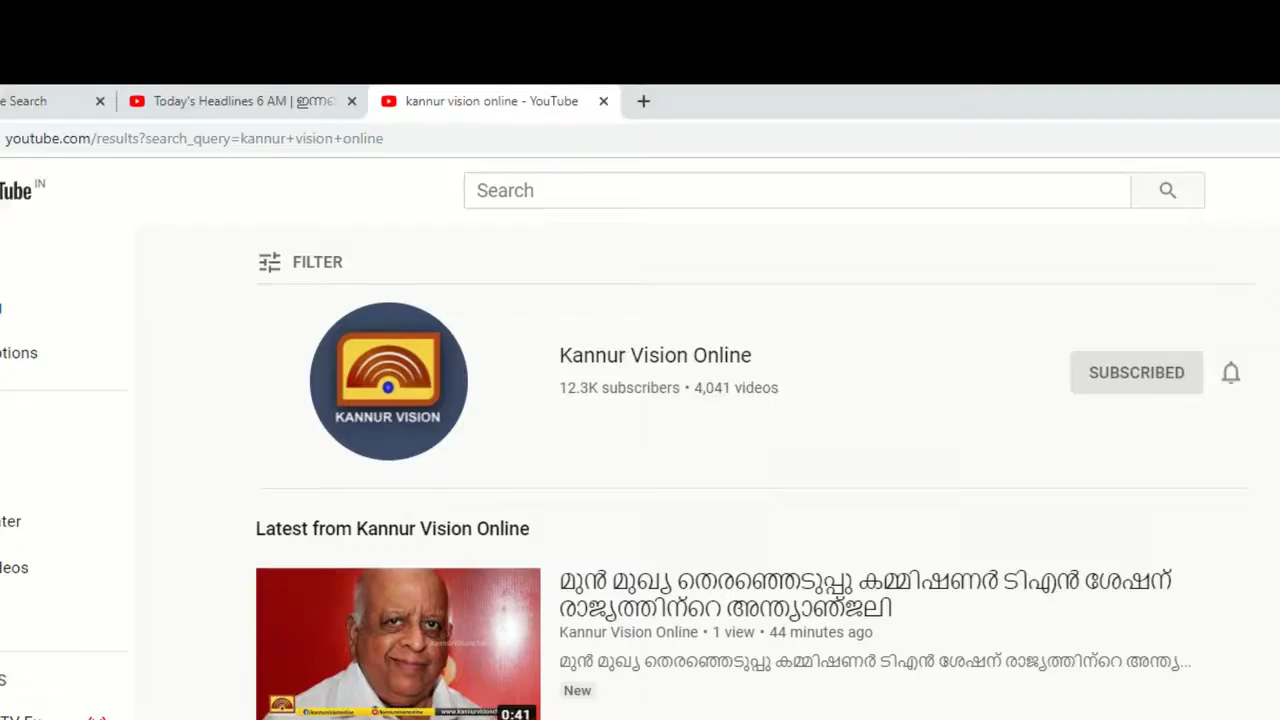 e Search
Today's Headlines 6 AM |
kannur vision online - YouTube
youtube.com/results?search_query=kannur+vision+online
Tube IN
Search
FILTER
KANNUR VISION
Kannur Vision Online
12.3K subscribers • 4,041 videos
SUBSCRIBED
otions
Latest from Kannur Vision Online
nter
deos
മുൻ മുഖ്യ തെരഞ്ഞെടുപ്പു കമ്മിഷണർ ടിഎൻ ശേഷന്
രാജ്യത്തിന്റെ അന്ത്യാഞ്ജലി
Kannur Vision Online • 1 view • 44 minutes ago
മുൻ മുഖ്യ തെരഞ്ഞെടുപ്പു കമ്മിഷണർ ടിഎൻ ശേഷന് രാജ്യത്തിന്റെ അന്ത്യ...
New
0:41
S